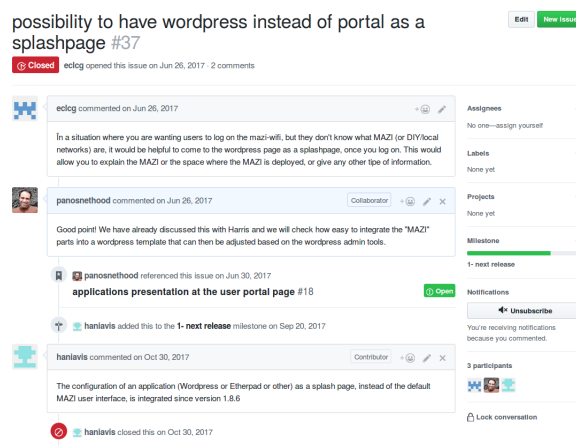 possibility to have wordpress instead of portal as a
splashpage #37
Edit
New issue
Closed
eclcg opened this issue on Jun 26, 2017 · 2 comments
eclcg commented on Jun 26, 2017
In a situation where you are wanting users to log on the mazi-wifi, but they don't know what MAZI (or DIY/local
networks) are, it would be helpful to come to the wordpress page as a splashpage, once you log on. This would
allow you to explain the MAZI or the space where the MAZI is deployed, or give any other tipe of information.
panosnethood commented on Jun 26, 2017
Collaborator
Good point! We have already discussed this with Harris and we will check how easy to integrate the "MAZI"
parts into a wordpress template that can then be adjusted based on the wordpress admin tools.
panosnethood referenced this issue on Jun 30, 2017
applications presentation at the user portal page #18
Open
haniavis added this to the 1- next release milestone on Sep 20, 2017
haniavis commented on Oct 30, 2017
Contributor
The configuration of an application (Wordpress or Etherpad or other) as a splash page, instead of the default
MAZI user interface, is integrated since version 1.8.6
haniavis closed this on Oct 30, 2017
Assignees
No one—assign yourself
Labels
None yet
Projects
None yet
Milestone
1- next release
Notifications
Unsubscribe
You're receiving notifications
because you commented.
3 participants
Lock conversation